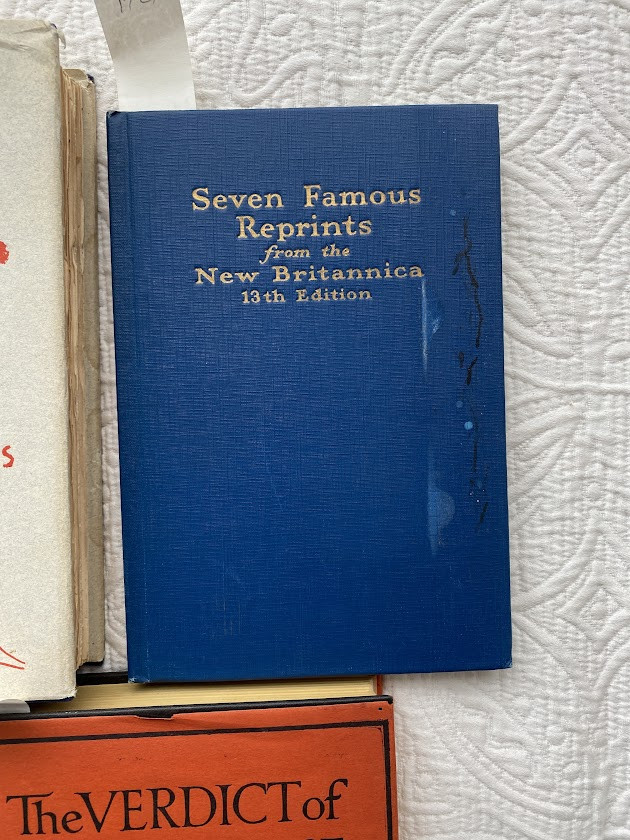 Seven Famous
Reprints
from the
New Britannica
13th Edition
The VERDICT of